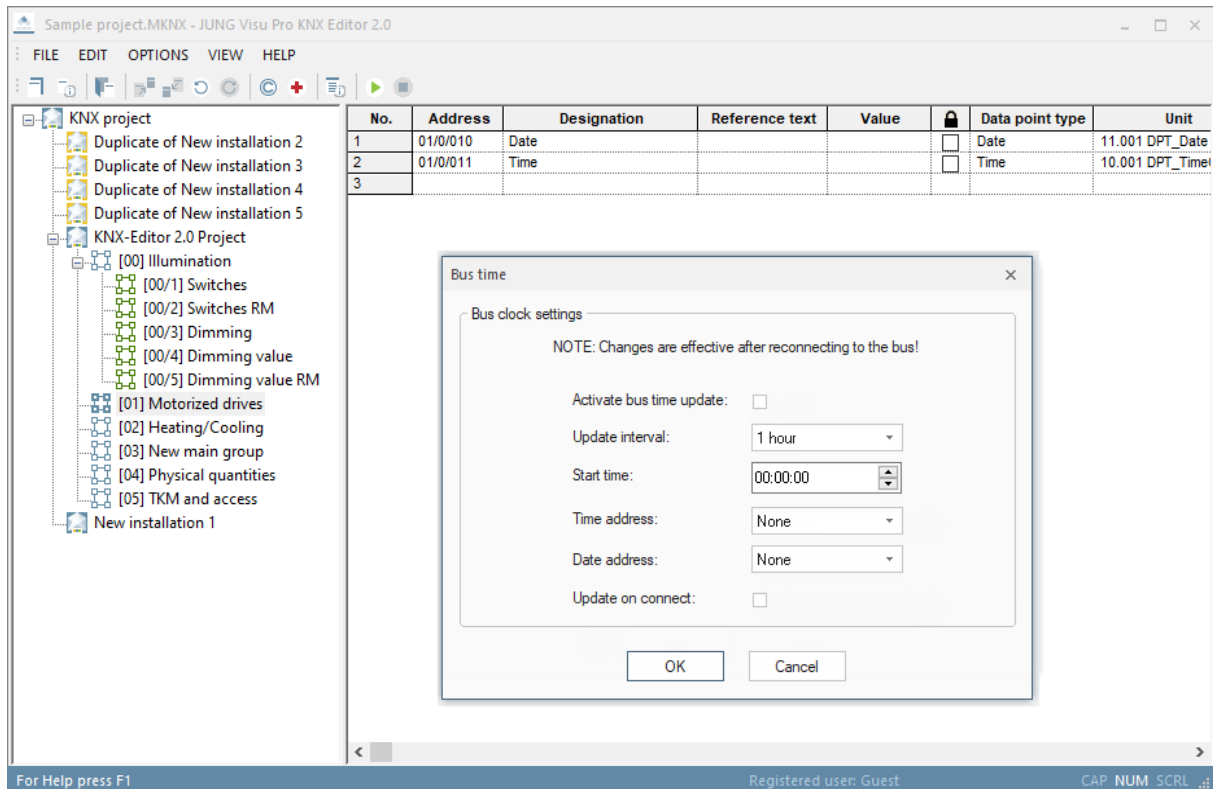 Sample project.MKNX - JUNG Visu Pro KNX Editor 2.0
FILE EDIT OPTIONS VIEW HELP
KNX project
Duplicate of New installation 2
Duplicate of New installation 3
Duplicate of New installation 4
Duplicate of New installation 5
KNX-Editor 2.0 Project
[00] Illumination
[00/1] Switches
[00/2] Switches RM
[00/3] Dimming
[00/4] Dimming value
[00/5] Dimming value RM
[01] Motorized drives
[02] Heating/Cooling
[03] New main group
[04] Physical quantities
[05] TKM and access
New installation 1
No. Address Designation Reference text Value Data point type Unit
1 01/0/010 Date Date 11.001 DPT_Date
2 01/0/011 Time Time 10.001 DPT_Time
3
Bus time
Bus clock settings
NOTE: Changes are effective after reconnecting to the bus!
Activate bus time update:
Update interval: 1 hour
Start time: 00:00:00
Time address: None
Date address: None
Update on connect:
OK Cancel
For Help press F1 Registered user: Guest CAP NUM SCRL